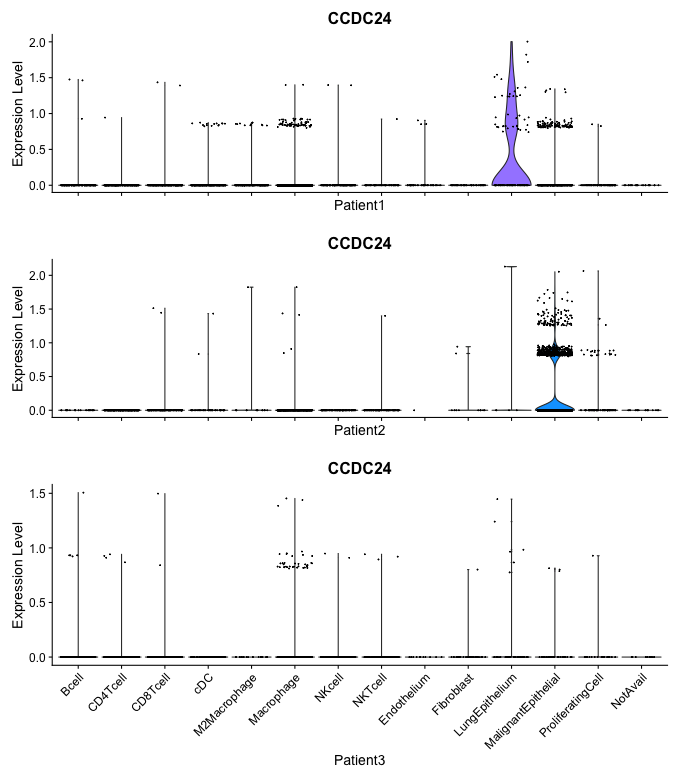 CCDC24
Expression Level
2.0
1.5
1.0
0.5
0.0
Patient1
CCDC24
Expression Level
2.0
1.5
1.0
0.5
0.0
Patient2
CCDC24
Expression Level
1.5
1.0
0.5
0.0
Bcell
CD4Tcell
CD8Tcell
cDC
M2Macrophage
Macrophage
NKcell
NKTcell
Endothelium
Fibroblast
LungEpithelium
MalignantEpithelial
ProliferatingCell
NotAvail
Patient3